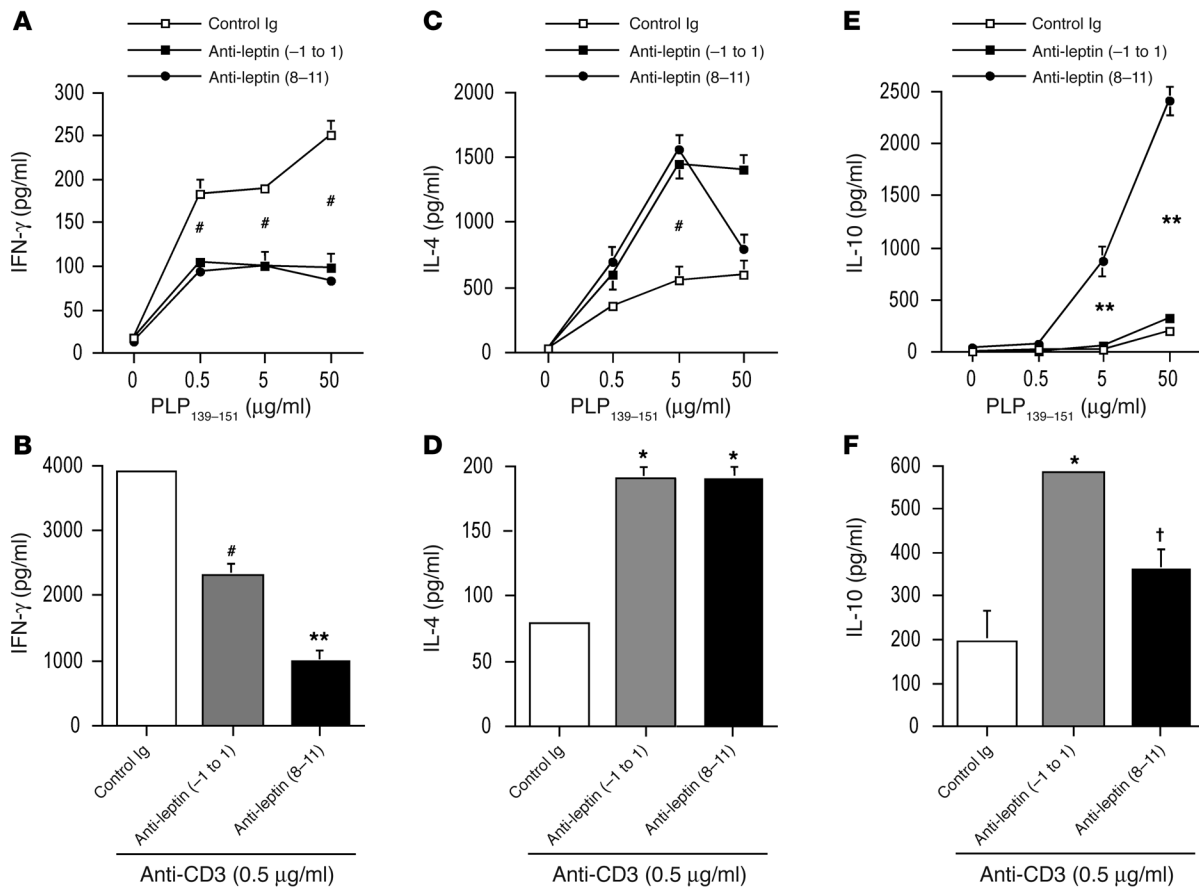 A
Control Ig
Anti-leptin (–1 to 1)
Anti-leptin (8–11)
IFN-γ (pg/ml)
300
250
200
150
100
50
0
#
#
#
0 0.5 5 50
PLP139–151 (μg/ml)
C
Control Ig
Anti-leptin (–1 to 1)
Anti-leptin (8–11)
IL-4 (pg/ml)
2000
1500
1000
500
0
#
0 0.5 5 50
PLP139–151 (μg/ml)
E
Control Ig
Anti-leptin (–1 to 1)
Anti-leptin (8–11)
IL-10 (pg/ml)
2500
2000
1500
1000
500
0
**
**
0 0.5 5 50
PLP139–151 (μg/ml)
B
IFN-γ (pg/ml)
4000
3000
2000
1000
0
#
**
Control Ig
Anti-leptin (–1 to 1)
Anti-leptin (8–11)
Anti-CD3 (0.5 μg/ml)
D
IL-4 (pg/ml)
200
150
100
50
0
*
*
Control Ig
Anti-leptin (–1 to 1)
Anti-leptin (8–11)
Anti-CD3 (0.5 μg/ml)
F
IL-10 (pg/ml)
600
500
400
300
200
100
0
*
†
Control Ig
Anti-leptin (–1 to 1)
Anti-leptin (8–11)
Anti-CD3 (0.5 μg/ml)